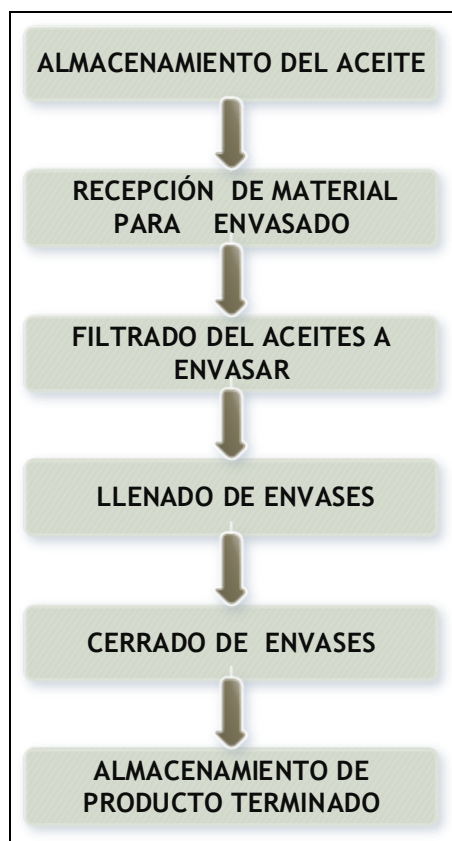 ALMACENAMIENTO DEL ACEITE
RECEPCIÓN DE MATERIAL
PARA ENVASADO
FILTRADO DEL ACEITES A
ENVASAR
LLENADO DE ENVASES
CERRADO DE ENVASES
ALMACENAMIENTO DE
PRODUCTO TERMINADO